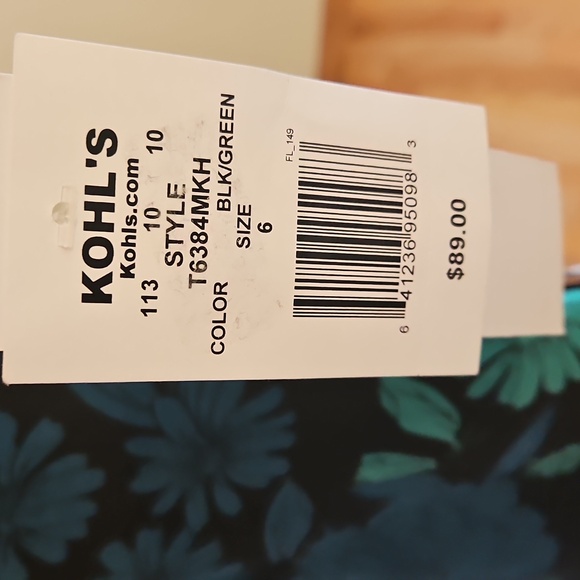 KOHL'S
Kohls.com
113 10 10
STYLE
T6384MKH
COLOR BLK/GREEN
SIZE
6
FL_149
6 41236 95098 3
$89.00